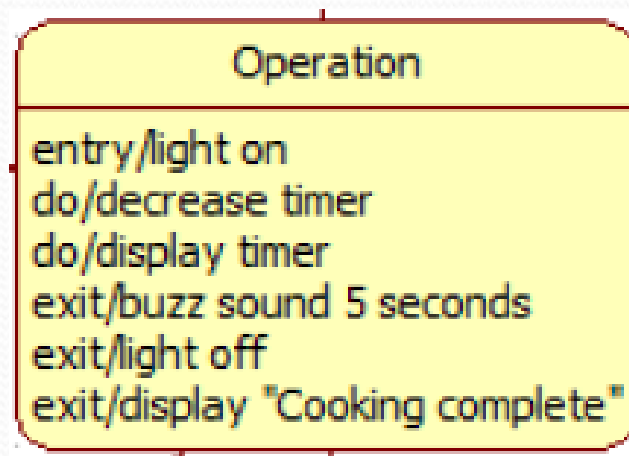 Operation
entry/light on
do/decrease timer
do/display timer
exit/buzz sound 5 seconds
exit/light off
exit/display "Cooking complete"